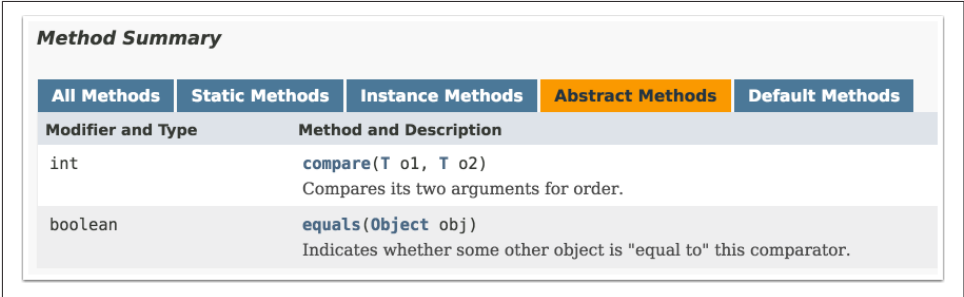 Method Summary
All Methods Static Methods Instance Methods Abstract Methods Default Methods
Modifier and Type Method and Description
int compare(T o1, T o2)
Compares its two arguments for order.
boolean equals(Object obj)
Indicates whether some other object is "equal to" this comparator.